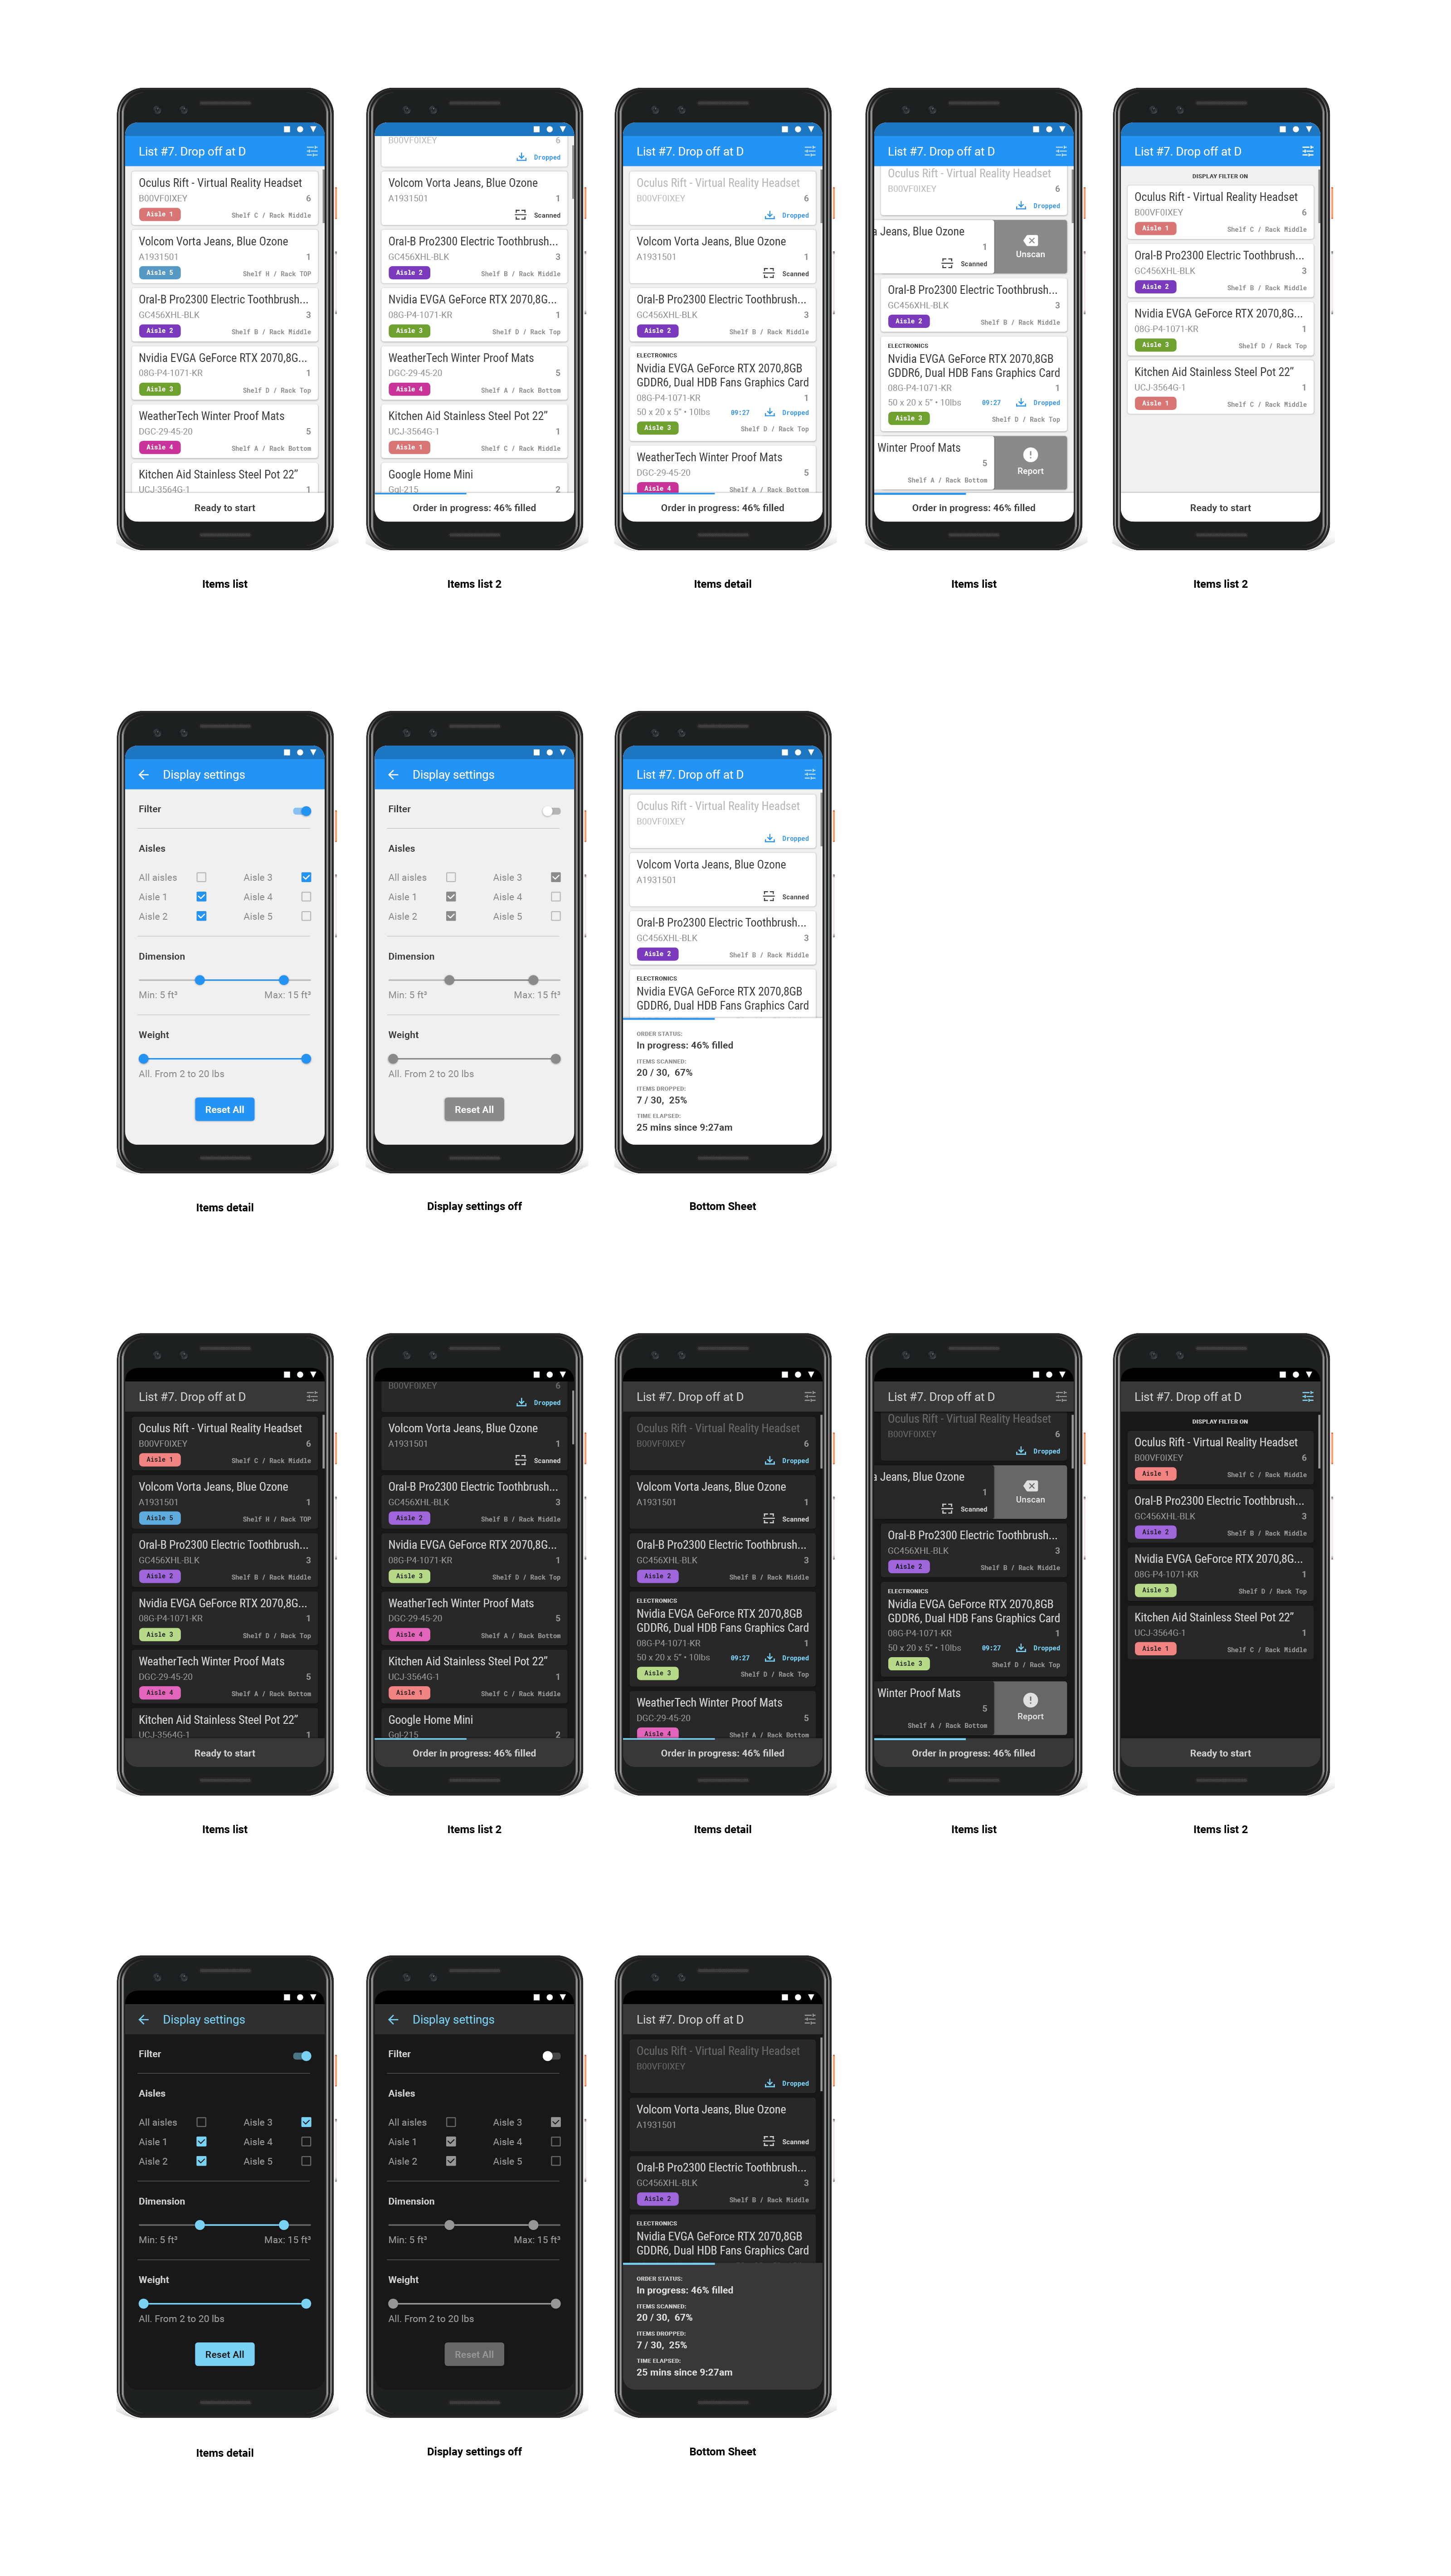 List #7. Drop off at D
Oculus Rift - Virtual Reality Headset
B00VF0IXEY 6
Aisle 1 Shelf C / Rack Middle
Volcom Vorta Jeans, Blue Ozone
A1931501 1
Aisle 5 Shelf H / Rack TOP
Oral-B Pro2300 Electric Toothbrush...
GC456XHL-BLK 3
Aisle 2 Shelf B / Rack Middle
Nvidia EVGA GeForce RTX 2070,8G...
08G-P4-1071-KR 1
Aisle 3 Shelf D / Rack Top
WeatherTech Winter Proof Mats
DGC-29-45-20 5
Aisle 4 Shelf A / Rack Bottom
Kitchen Aid Stainless Steel Pot 22”
UCJ-3564G-1 1
Ready to start
Items list
List #7. Drop off at D
B00VF0IXEY 6
Dropped
Volcom Vorta Jeans, Blue Ozone
A1931501 1
Scanned
Oral-B Pro2300 Electric Toothbrush...
GC456XHL-BLK 3
Aisle 2 Shelf B / Rack Middle
Nvidia EVGA GeForce RTX 2070,8G...
08G-P4-1071-KR 1
Aisle 3 Shelf D / Rack Top
WeatherTech Winter Proof Mats
DGC-29-45-20 5
Aisle 4 Shelf A / Rack Bottom
Kitchen Aid Stainless Steel Pot 22”
UCJ-3564G-1 1
Aisle 1 Shelf C / Rack Middle
Google Home Mini
Ggl-215 2
Order in progress: 46% filled
Items list 2
List #7. Drop off at D
Oculus Rift - Virtual Reality Headset
B00VF0IXEY 6
Dropped
Volcom Vorta Jeans, Blue Ozone
A1931501 1
Scanned
Oral-B Pro2300 Electric Toothbrush...
GC456XHL-BLK 3
Aisle 2 Shelf B / Rack Middle
ELECTRONICS
Nvidia EVGA GeForce RTX 2070,8GB
GDDR6, Dual HDB Fans Graphics Card
08G-P4-1071-KR 1
50 x 20 x 5” • 10lbs 09:27 Dropped
Aisle 3 Shelf D / Rack Top
WeatherTech Winter Proof Mats
DGC-29-45-20 5
Aisle 4 Shelf A / Rack Bottom
Order in progress: 46% filled
Items detail
List #7. Drop off at D
Oculus Rift - Virtual Reality Headset
B00VF0IXEY 6
Dropped
a Jeans, Blue Ozone
1
Scanned
Unscan
Oral-B Pro2300 Electric Toothbrush...
GC456XHL-BLK 3
Aisle 2 Shelf B / Rack Middle
ELECTRONICS
Nvidia EVGA GeForce RTX 2070,8GB
GDDR6, Dual HDB Fans Graphics Card
08G-P4-1071-KR 1
50 x 20 x 5” • 10lbs 09:27 Dropped
Aisle 3 Shelf D / Rack Top
Winter Proof Mats
5
Shelf A / Rack Bottom
Report
Order in progress: 46% filled
Items list
List #7. Drop off at D
DISPLAY FILTER ON
Oculus Rift - Virtual Reality Headset
B00VF0IXEY 6
Aisle 1 Shelf C / Rack Middle
Oral-B Pro2300 Electric Toothbrush...
GC456XHL-BLK 3
Aisle 2 Shelf B / Rack Middle
Nvidia EVGA GeForce RTX 2070,8G...
08G-P4-1071-KR 1
Aisle 3 Shelf D / Rack Top
Kitchen Aid Stainless Steel Pot 22”
UCJ-3564G-1 1
Aisle 1 Shelf C / Rack Middle
Ready to start
Items list 2
Display settings
Filter
Aisles
All aisles Aisle 3
Aisle 1 Aisle 4
Aisle 2 Aisle 5
Dimension
Min: 5 ft³ Max: 15 ft³
Weight
All. From 2 to 20 lbs
Reset All
Items detail
Display settings
Filter
Aisles
All aisles Aisle 3
Aisle 1 Aisle 4
Aisle 2 Aisle 5
Dimension
Min: 5 ft³ Max: 15 ft³
Weight
All. From 2 to 20 lbs
Reset All
Display settings off
List #7. Drop off at D
Oculus Rift - Virtual Reality Headset
B00VF0IXEY
Dropped
Volcom Vorta Jeans, Blue Ozone
A1931501
Scanned
Oral-B Pro2300 Electric Toothbrush...
GC456XHL-BLK 3
Aisle 2 Shelf B / Rack Middle
ELECTRONICS
Nvidia EVGA GeForce RTX 2070,8GB
GDDR6, Dual HDB Fans Graphics Card
ORDER STATUS:
In progress: 46% filled
ITEMS SCANNED:
20 / 30, 67%
ITEMS DROPPED:
7 / 30, 25%
TIME ELAPSED:
25 mins since 9:27am
Bottom Sheet
List #7. Drop off at D
Oculus Rift - Virtual Reality Headset
B00VF0IXEY 6
Aisle 1 Shelf C / Rack Middle
Volcom Vorta Jeans, Blue Ozone
A1931501 1
Aisle 5 Shelf H / Rack TOP
Oral-B Pro2300 Electric Toothbrush...
GC456XHL-BLK 3
Aisle 2 Shelf B / Rack Middle
Nvidia EVGA GeForce RTX 2070,8G...
08G-P4-1071-KR 1
Aisle 3 Shelf D / Rack Top
WeatherTech Winter Proof Mats
DGC-29-45-20 5
Aisle 4 Shelf A / Rack Bottom
Kitchen Aid Stainless Steel Pot 22”
UCJ-3564G-1 1
Ready to start
Items list
List #7. Drop off at D
B00VF0IXEY 6
Dropped
Volcom Vorta Jeans, Blue Ozone
A1931501 1
Scanned
Oral-B Pro2300 Electric Toothbrush...
GC456XHL-BLK 3
Aisle 2 Shelf B / Rack Middle
Nvidia EVGA GeForce RTX 2070,8G...
08G-P4-1071-KR 1
Aisle 3 Shelf D / Rack Top
WeatherTech Winter Proof Mats
DGC-29-45-20 5
Aisle 4 Shelf A / Rack Bottom
Kitchen Aid Stainless Steel Pot 22”
UCJ-3564G-1 1
Aisle 1 Shelf C / Rack Middle
Google Home Mini
Ggl-215 2
Order in progress: 46% filled
Items list 2
List #7. Drop off at D
Oculus Rift - Virtual Reality Headset
B00VF0IXEY 6
Dropped
Volcom Vorta Jeans, Blue Ozone
A1931501 1
Scanned
Oral-B Pro2300 Electric Toothbrush...
GC456XHL-BLK 3
Aisle 2 Shelf B / Rack Middle
ELECTRONICS
Nvidia EVGA GeForce RTX 2070,8GB
GDDR6, Dual HDB Fans Graphics Card
08G-P4-1071-KR 1
50 x 20 x 5” • 10lbs 09:27 Dropped
Aisle 3 Shelf D / Rack Top
WeatherTech Winter Proof Mats
DGC-29-45-20 5
Aisle 4 Shelf A / Rack Bottom
Order in progress: 46% filled
Items detail
List #7. Drop off at D
Oculus Rift - Virtual Reality Headset
B00VF0IXEY 6
Dropped
a Jeans, Blue Ozone
1
Scanned
Unscan
Oral-B Pro2300 Electric Toothbrush...
GC456XHL-BLK 3
Aisle 2 Shelf B / Rack Middle
ELECTRONICS
Nvidia EVGA GeForce RTX 2070,8GB
GDDR6, Dual HDB Fans Graphics Card
08G-P4-1071-KR 1
50 x 20 x 5” • 10lbs 09:27 Dropped
Aisle 3 Shelf D / Rack Top
Winter Proof Mats
5
Shelf A / Rack Bottom
Report
Order in progress: 46% filled
Items list
List #7. Drop off at D
DISPLAY FILTER ON
Oculus Rift - Virtual Reality Headset
B00VF0IXEY 6
Aisle 1 Shelf C / Rack Middle
Oral-B Pro2300 Electric Toothbrush...
GC456XHL-BLK 3
Aisle 2 Shelf B / Rack Middle
Nvidia EVGA GeForce RTX 2070,8G...
08G-P4-1071-KR 1
Aisle 3 Shelf D / Rack Top
Kitchen Aid Stainless Steel Pot 22”
UCJ-3564G-1 1
Aisle 1 Shelf C / Rack Middle
Ready to start
Items list 2
Display settings
Filter
Aisles
All aisles Aisle 3
Aisle 1 Aisle 4
Aisle 2 Aisle 5
Dimension
Min: 5 ft³ Max: 15 ft³
Weight
All. From 2 to 20 lbs
Reset All
Items detail
Display settings
Filter
Aisles
All aisles Aisle 3
Aisle 1 Aisle 4
Aisle 2 Aisle 5
Dimension
Min: 5 ft³ Max: 15 ft³
Weight
All. From 2 to 20 lbs
Reset All
Display settings off
List #7. Drop off at D
Oculus Rift - Virtual Reality Headset
B00VF0IXEY
Dropped
Volcom Vorta Jeans, Blue Ozone
A1931501
Scanned
Oral-B Pro2300 Electric Toothbrush...
GC456XHL-BLK 3
Aisle 2 Shelf B / Rack Middle
ELECTRONICS
Nvidia EVGA GeForce RTX 2070,8GB
GDDR6, Dual HDB Fans Graphics Card
ORDER STATUS:
In progress: 46% filled
ITEMS SCANNED:
20 / 30, 67%
ITEMS DROPPED:
7 / 30, 25%
TIME ELAPSED:
25 mins since 9:27am
Bottom Sheet